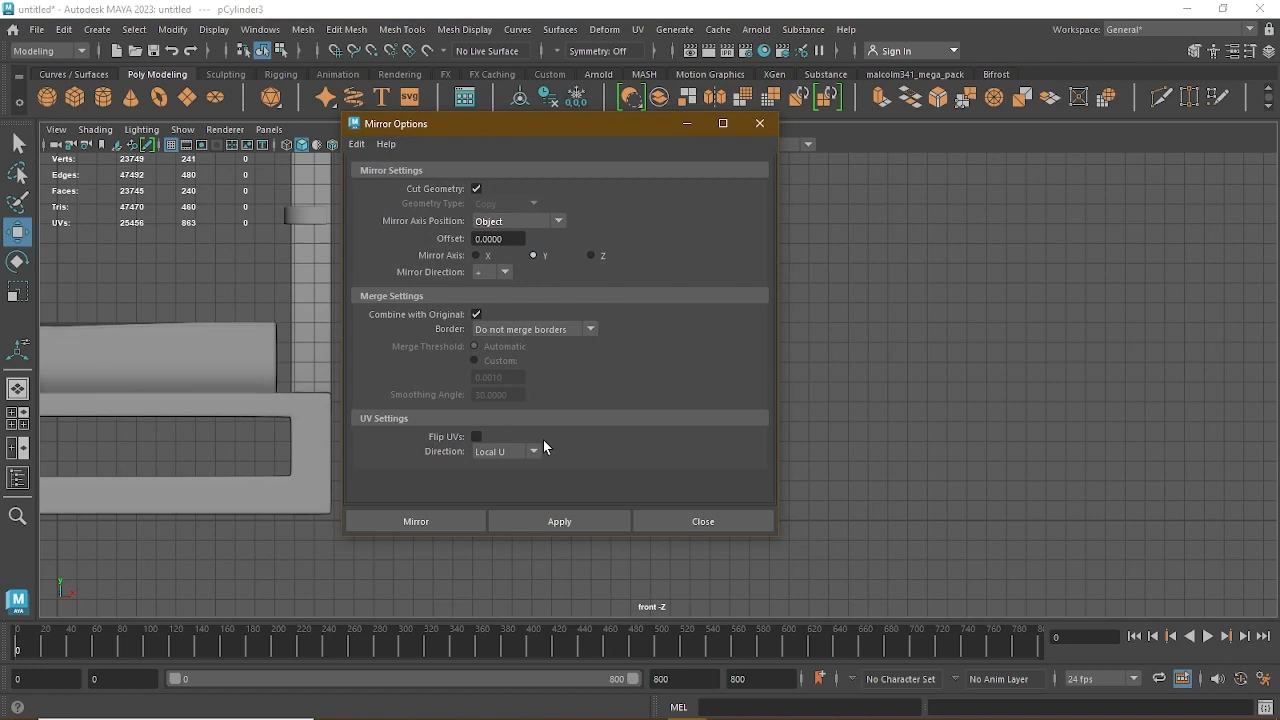 untitled* - Autodesk MAYA 2023: untitled --- pCylinder3
File Edit Create Select Modify Display Windows Mesh Edit Mesh Mesh Tools Mesh Display Curves Surfaces Deform UV Generate Cache Arnold Substance Help Workspace: General*
Modeling No Live Surface Symmetry: Off Sign In
Curves / Surfaces Poly Modeling Sculpting Rigging Animation Rendering FX FX Caching Custom Arnold MASH Motion Graphics XGen Substance malcolm341_mega_pack Bifrost
View Shading Lighting Show Renderer Panels
Verts: 23749 241 0
Edges: 47492 480 0
Faces: 23745 240 0
Tris: 47470 460 0
UVs: 25456 863 0
Mirror Options
Edit Help
Mirror Settings
Cut Geometry:
Geometry Type: Copy
Mirror Axis Position: Object
Offset: 0.0000
Mirror Axis: X Y Z
Mirror Direction: +
Merge Settings
Combine with Original:
Border: Do not merge borders
Merge Threshold: Automatic
Custom:
0.0010
Smoothing Angle: 30.0000
UV Settings
Flip UVs:
Direction: Local U
Mirror Apply Close
y
x
front -Z
M
AYA
0 20 40 60 80 100 120 140 160 180 200 220 240 260 280 300 320 340 360 380 400 420 440 460 480 500 520 540 560 580 600 620 640 660 680 700 720 740 760 780
0 0
0 0 0 800 800 800 No Character Set No Anim Layer 24 fps
MEL